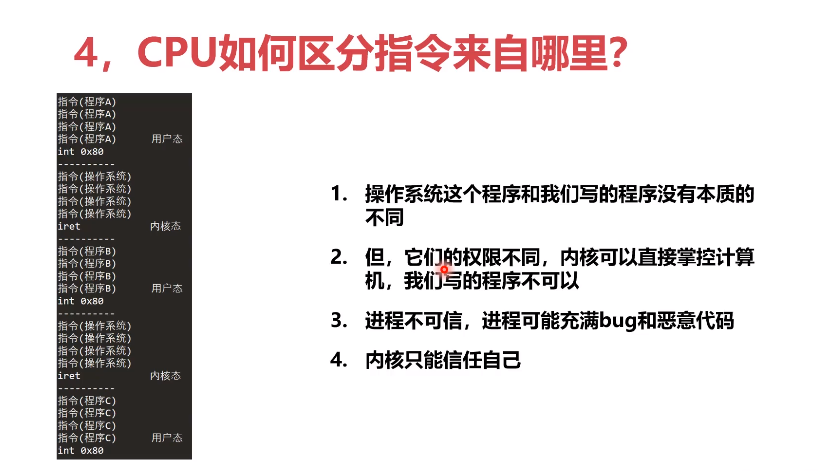 4，CPU如何区分指令来自哪里？
指令(程序A)
指令(程序A)
指令(程序A)
指令(程序A) 用户态
int 0x80
----------
指令(操作系统)
指令(操作系统)
指令(操作系统)
指令(操作系统)
iret 内核态
----------
指令(程序B)
指令(程序B)
指令(程序B)
指令(程序B) 用户态
int 0x80
----------
指令(操作系统)
指令(操作系统)
指令(操作系统)
指令(操作系统)
iret 内核态
----------
指令(程序C)
指令(程序C)
指令(程序C)
指令(程序C) 用户态
int 0x80
1. 操作系统这个程序和我们写的程序没有本质的
不同
2. 但，它们的权限不同，内核可以直接掌控计算
机，我们写的程序不可以
3. 进程不可信，进程可能充满bug和恶意代码
4. 内核只能信任自己